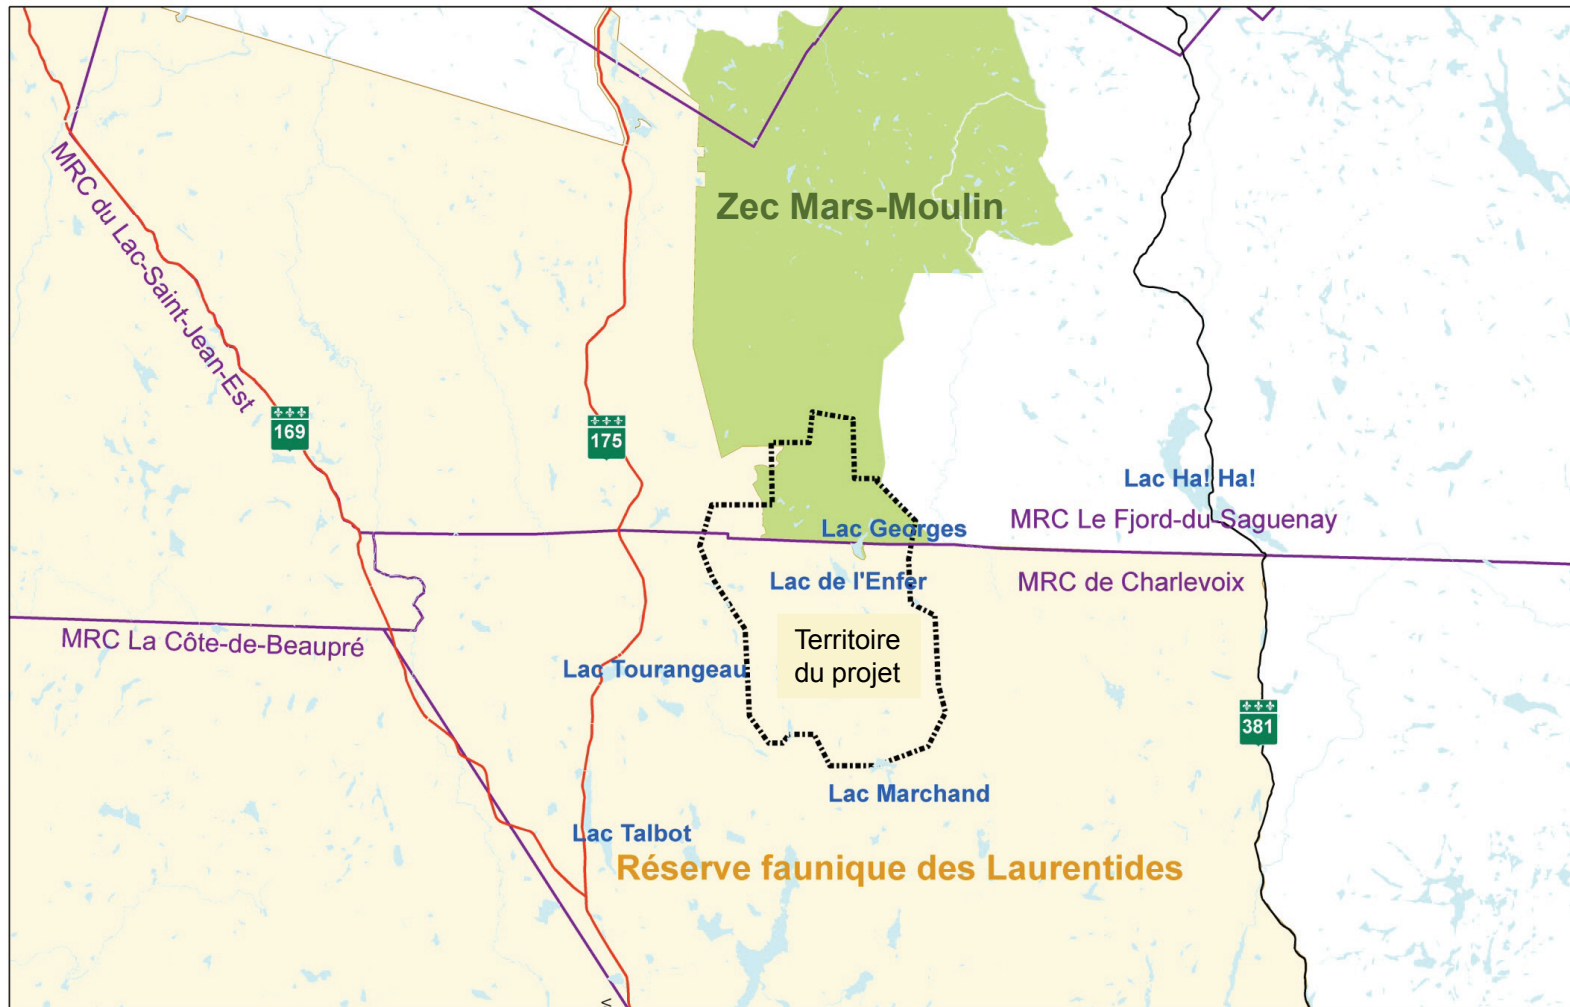 Zec Mars-Moulin
MRC du Lac-Saint-Jean-Est
169
175
Lac Ha! Ha!
Lac Georges
MRC Le Fjord-du-Saguenay
Lac de l'Enfer
MRC de Charlevoix
MRC La Côte-de-Beaupré
Territoire
du projet
Lac Tourangeau
381
Lac Marchand
Lac Talbot
Réserve faunique des Laurentides